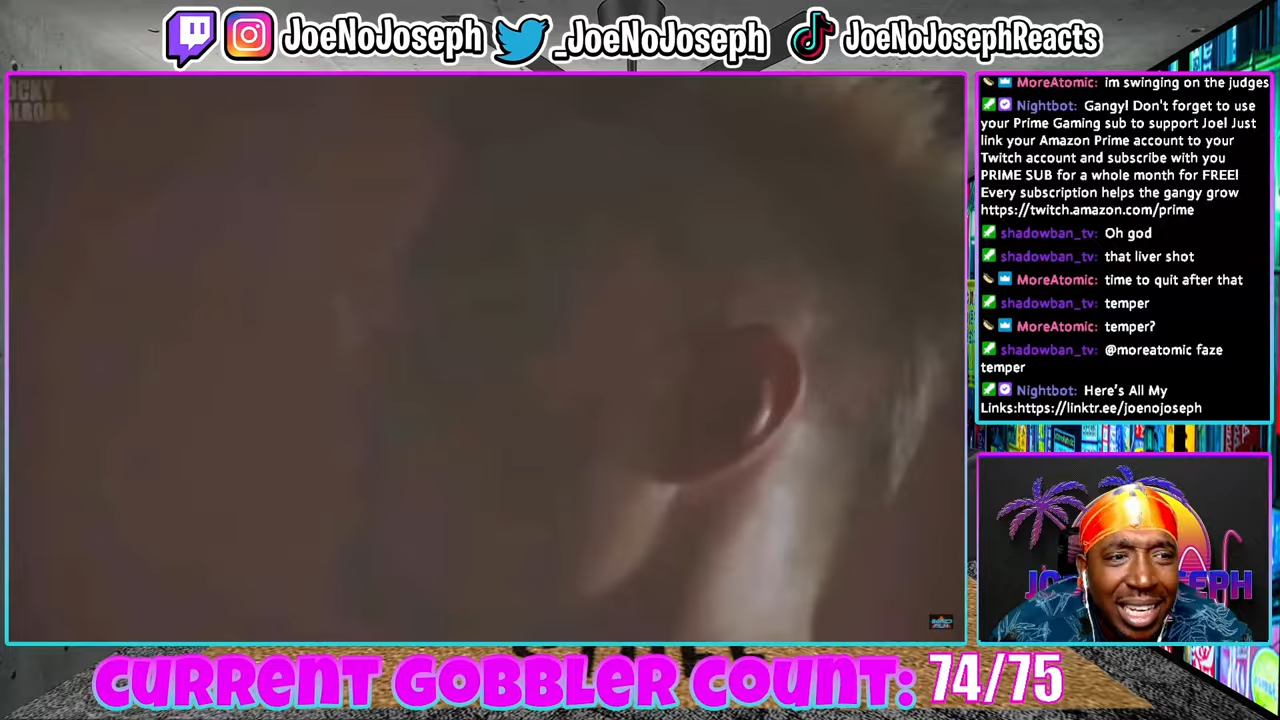 JoeNoJoseph _JoeNoJoseph JoeNoJosephReacts
MoreAtomic: im swinging on the judges
Nightbot: Gangy! Don't forget to use
your Prime Gaming sub to support Joe! Just
link your Amazon Prime account to your
Twitch account and subscribe with you
PRIME SUB for a whole month for FREE!
Every subscription helps the gangy grow
https://twitch.amazon.com/prime
shadowban_tv: Oh god
shadowban_tv: that liver shot
MoreAtomic: time to quit after that
shadowban_tv: temper
MoreAtomic: temper?
shadowban_tv: @moreatomic faze
temper
Nightbot: Here's All My
Links:https://linktr.ee/joenojoseph
CURRENT GOBBLER COUNT: 74/75